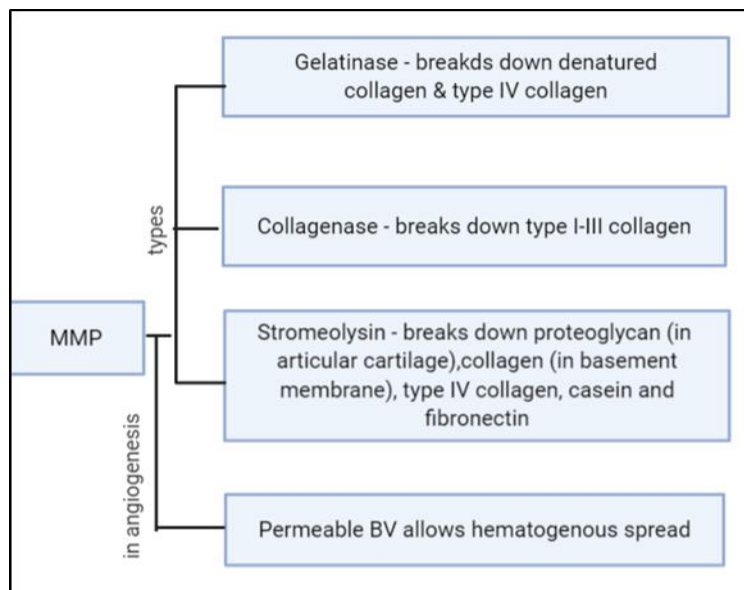 Gelatinase - breakds down denatured
collagen & type IV collagen
types
Collagenase - breaks down type I-III collagen
MMP
Stromeolysin - breaks down proteoglycan (in
articular cartilage),collagen (in basement
membrane), type IV collagen, casein and
fibronectin
in angiogenesis
Permeable BV allows hematogenous spread